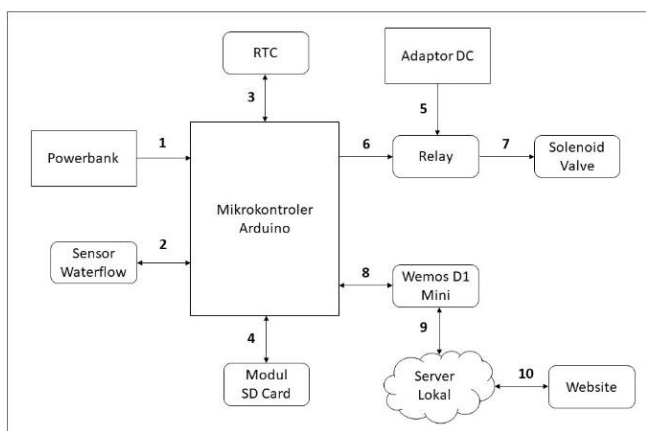 RTC
Adaptor DC
3
5
1
6
7
Powerbank
Relay
Solenoid
Valve
Mikrokontroler
Arduino
2
Sensor
Waterflow
8
Wemos D1
Mini
4
9
Modul
SD Card
Server
Lokal
10
Website